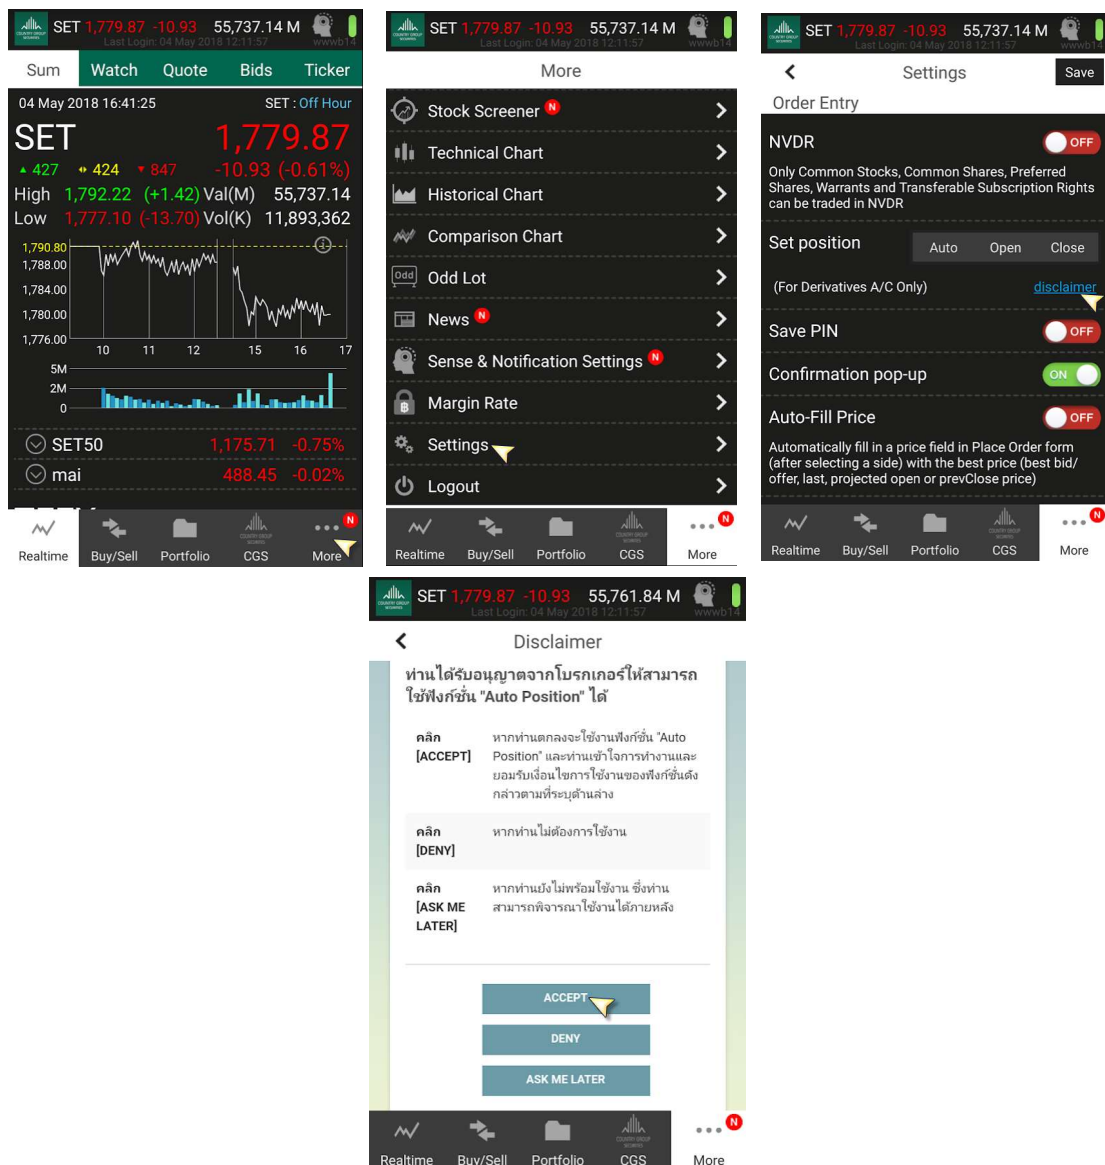 SET 1,779.87 -10.93 55,737.14 M
Last Login: 04 May 2018 12:11:57 wwwb14
Sum Watch Quote Bids Ticker
04 May 2018 16:41:25 SET : Off Hour
SET 1,779.87
427 424 847 -10.93 (-0.61%)
High 1,792.22 (+1.42) Val(M) 55,737.14
Low 1,777.10 (-13.70) Vol(K) 11,893,362
1,790.80
1,788.00
1,784.00
1,780.00
1,776.00
10 11 12 15 16 17
5M
2M
0
SET50 1,175.71 -0.75%
mai 488.45 -0.02%
N
Realtime Buy/Sell Portfolio CGS More
SET 1,779.87 -10.93 55,737.14 M
Last Login: 04 May 2018 12:11:57 wwwb14
More
Stock Screener N
Technical Chart
Historical Chart
Comparison Chart
Odd Odd Lot
News N
Sense & Notification Settings N
Margin Rate
Settings
Logout
N
Realtime Buy/Sell Portfolio CGS More
SET 1,779.87 -10.93 55,737.14 M
Last Login: 04 May 2018 12:11:57 wwwb14
Settings Save
Order Entry
NVDR OFF
Only Common Stocks, Common Shares, Preferred
Shares, Warrants and Transferable Subscription Rights
can be traded in NVDR
Set position Auto Open Close
(For Derivatives A/C Only) disclaimer
Save PIN OFF
Confirmation pop-up ON
Auto-Fill Price OFF
Automatically fill in a price field in Place Order form
(after selecting a side) with the best price (best bid/
offer, last, projected open or prevClose price)
N
Realtime Buy/Sell Portfolio CGS More
SET 1,779.87 -10.93 55,761.84 M
Last Login: 04 May 2018 12:11:57 wwwb14
Disclaimer
ท่านได้รับอนุญาตจากโบรกเกอร์ให้สามารถ
ใช้ฟังก์ชั่น "Auto Position" ได้
คลิก หากท่านตกลงจะใช้งานฟังก์ชั่น "Auto
[ACCEPT] Position" และท่านเข้าใจการทำงานและ
ยอมรับเงื่อนไขการใช้งานของฟังก์ชั่นดัง
กล่าวตามที่ระบุด้านล่าง
คลิก หากท่านไม่ต้องการใช้งาน
[DENY]
คลิก หากท่านยังไม่พร้อมใช้งาน ซึ่งท่าน
[ASK ME สามารถพิจารณาใช้งานได้ภายหลัง
LATER]
ACCEPT
DENY
ASK ME LATER
N
Realtime Buy/Sell Portfolio CGS More